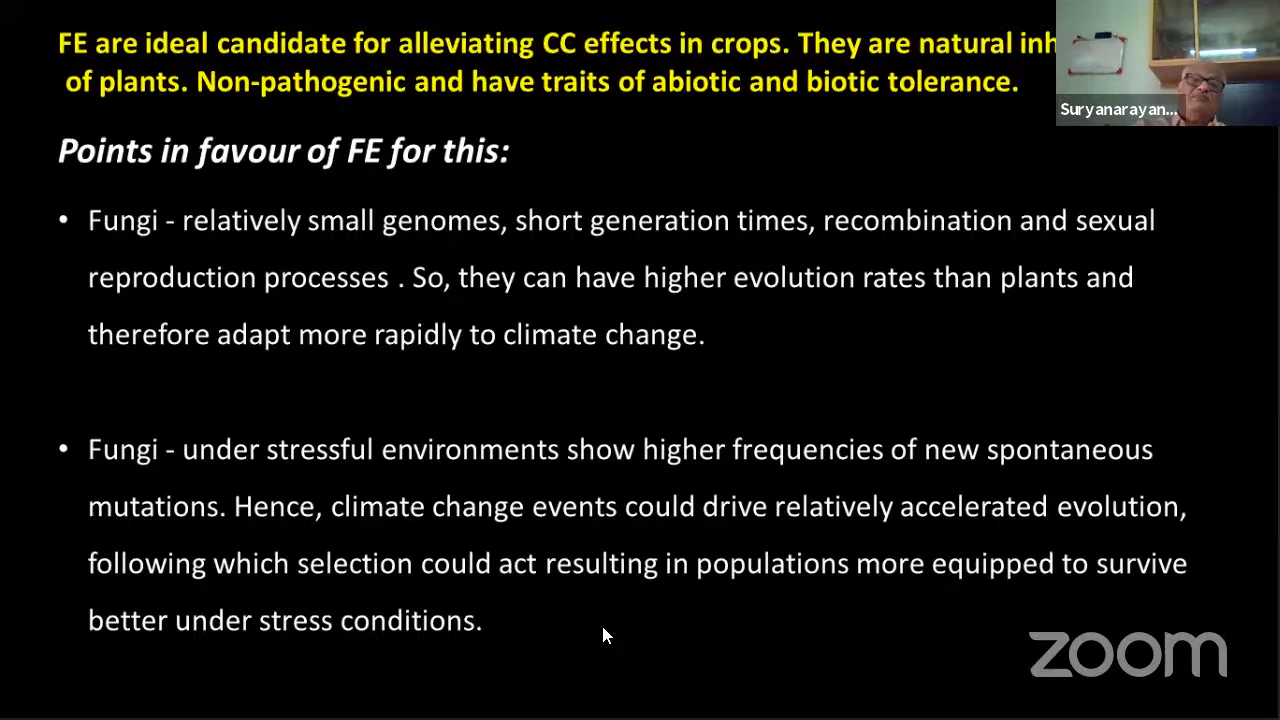 FE are ideal candidate for alleviating CC effects in crops. They are natural inh
of plants. Non-pathogenic and have traits of abiotic and biotic tolerance.
Suryanarayan...
Points in favour of FE for this:
• Fungi - relatively small genomes, short generation times, recombination and sexual
reproduction processes . So, they can have higher evolution rates than plants and
therefore adapt more rapidly to climate change.
• Fungi - under stressful environments show higher frequencies of new spontaneous
mutations. Hence, climate change events could drive relatively accelerated evolution,
following which selection could act resulting in populations more equipped to survive
better under stress conditions.
zoom